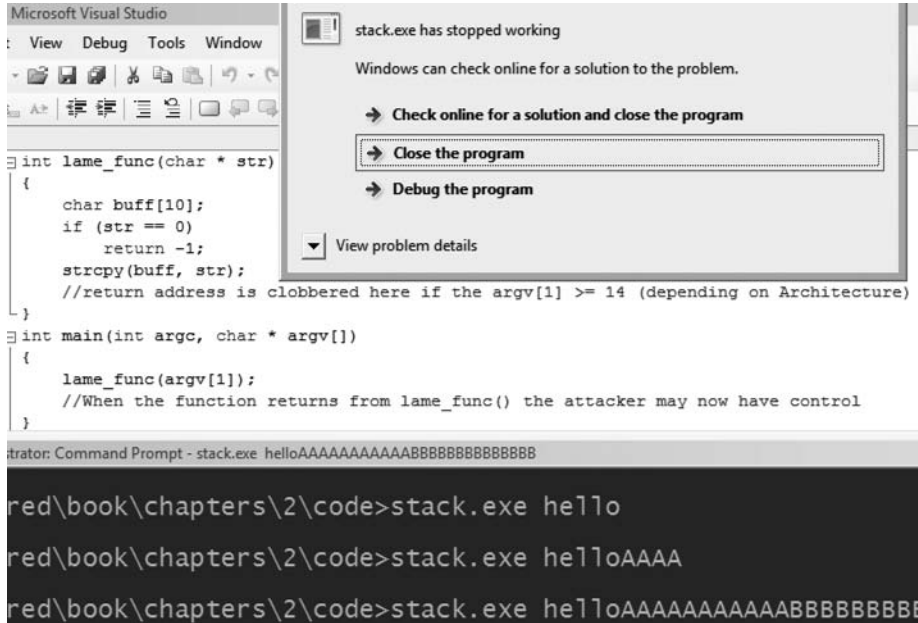 Microsoft Visual Studio
View Debug Tools Window
stack.exe has stopped working
Windows can check online for a solution to the problem.
Check online for a solution and close the program
Close the program
Debug the program
View problem details
int lame_func(char * str)
{
char buff[10];
if (str == 0)
return -1;
strcpy(buff, str);
//return address is clobbered here if the argv[1] >= 14 (depending on Architecture)
}
int main(int argc, char * argv[])
{
lame_func(argv[1]);
//When the function returns from lame_func() the attacker may now have control
}
strator: Command Prompt - stack.exe helloAAAAAAAAAAAABBBBBBBBBBBBBB
red\book\chapters\2\code>stack.exe hello
red\book\chapters\2\code>stack.exe helloAAAA
red\book\chapters\2\code>stack.exe helloAAAAAAAAAAAABBBBBBBBB